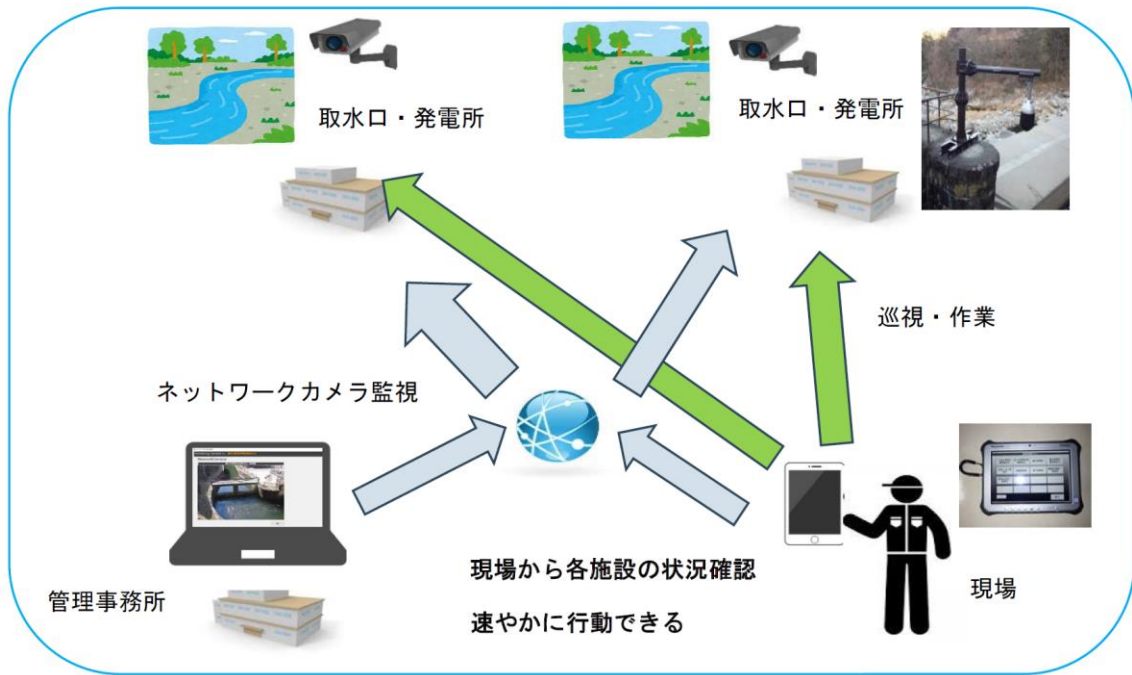 取水口・発電所
取水口・発電所
巡視・作業
ネットワークカメラ監視
現場から各施設の状況確認
速やかに行動できる
管理事務所
現場